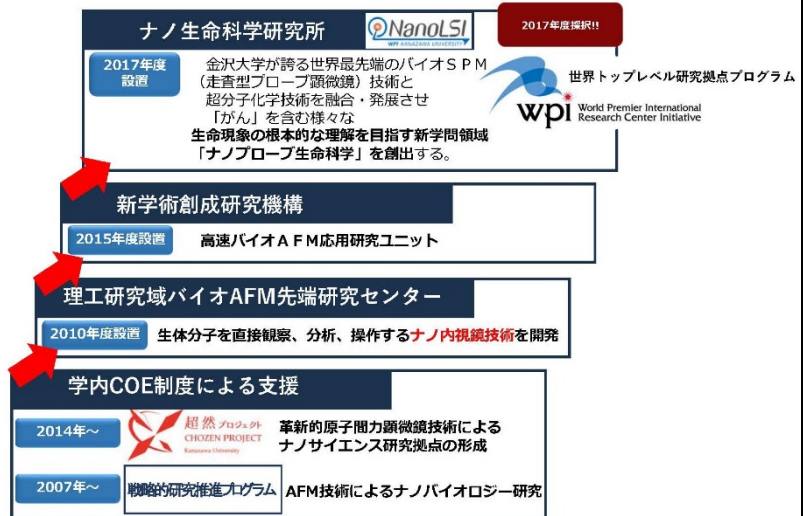 ナノ生命科学研究所
NanoLSI
WPI KANAZAWA UNIVERSITY
2017年度採択!!
2017年度
設置
金沢大学が誇る世界最先端のバイオSPM
(走査型プローブ顕微鏡)技術と
超分子化学技術を融合・発展させ
「がん」を含む様々な
生命現象の根本的な理解を目指す新学問領域
「ナノプローブ生命科学」を創出する。
世界トップレベル研究拠点プログラム
wpi World Premier International
Research Center Initiative
新学術創成研究機構
2015年度設置
高速バイオAFM応用研究ユニット
理工研究域バイオAFM先端研究センター
2010年度設置
生体分子を直接観察、分析、操作するナノ内視鏡技術を開発
学内COE制度による支援
2014年~
超然プロジェクト
CHOZEN PROJECT
Kanazawa University
革新的原子間力顕微鏡技術による
ナノサイエンス研究拠点の形成
2007年~
戦略的研究推進プログラム
AFM技術によるナノバイオロジー研究